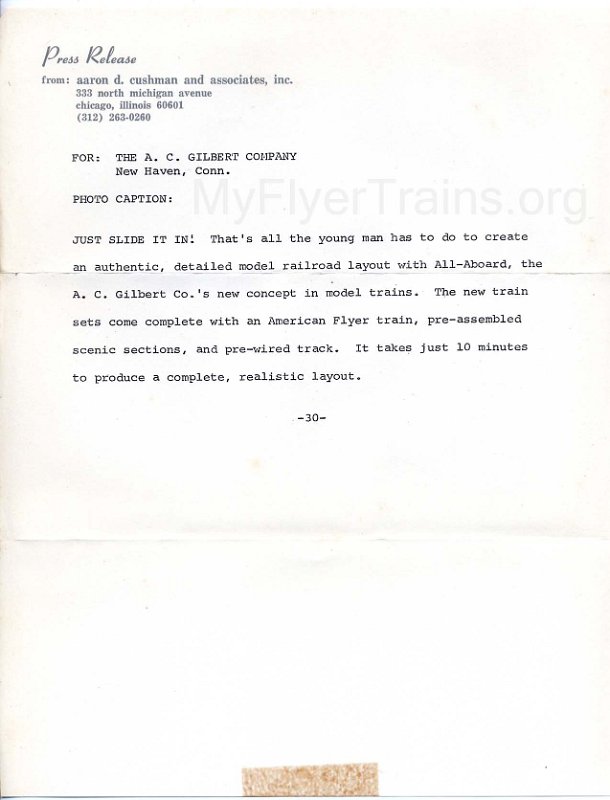 Press Release
from: aaron d. cushman and associates, inc.
333 north michigan avenue
chicago, illinois 60601
(312) 263-0260
FOR: THE A. C. GILBERT COMPANY
New Haven, Conn.
PHOTO CAPTION:
MyFlyerTrains.org
JUST SLIDE IT IN! That's all the young man has to do to create
an authentic, detailed model railroad layout with All-Aboard, the
A. C. Gilbert Co.'s new concept in model trains. The new train
sets come complete with an American Flyer train, pre-assembled
scenic sections, and pre-wired track. It takes just 10 minutes
to produce a complete, realistic layout.
-30-